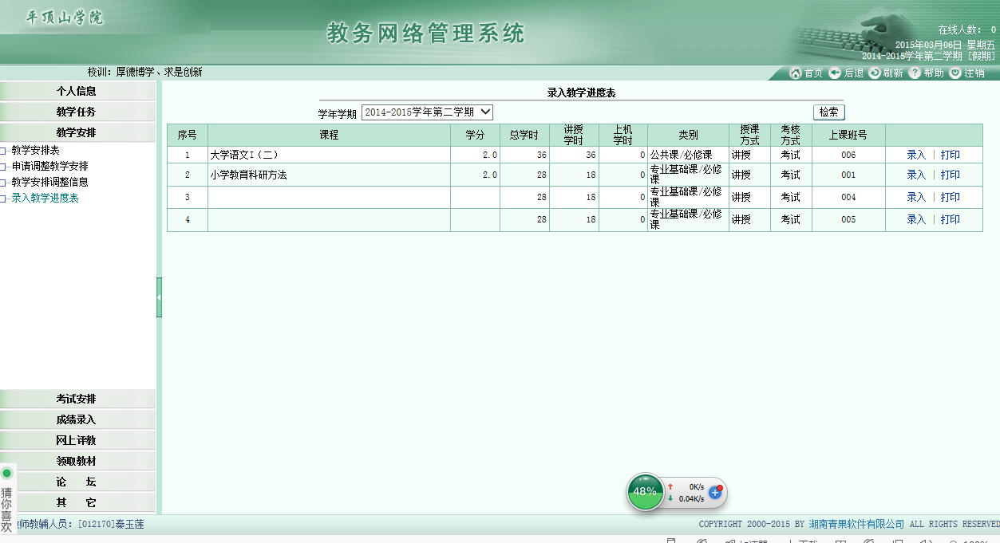 平顶山学院
教务网络管理系统
在线人数： 0
2015年03月06日 星期五
2014-2015学年第二学期 [假期]
校训：厚德博学、求是创新
首页 后退 刷新 帮助 注销
个人信息
教学任务
教学安排
教学安排表
申请调整教学安排
教学安排调整信息
录入教学进度表
考试安排
成绩录入
网上评教
领取教材
论 坛
其 它
猜你喜欢
师教辅人员：[012170]秦玉莲
录入教学进度表
学年学期 2014-2015学年第二学期 检索
序号 课程 学分 总学时 讲授学时 上机学时 类别 授课方式 考核方式 上课班号
1 大学语文I（二） 2.0 36 36 0 公共课/必修课 讲授 考试 006 录入 | 打印
2 小学教育科研方法 2.0 28 18 0 专业基础课/必修课 讲授 考试 001 录入 | 打印
3 28 18 0 专业基础课/必修课 讲授 考试 004 录入 | 打印
4 28 18 0 专业基础课/必修课 讲授 考试 005 录入 | 打印
48%
0K/s
0.04K/s
COPYRIGHT 2000-2015 BY 湖南青果软件有限公司 ALL RIGHTS RESERVED